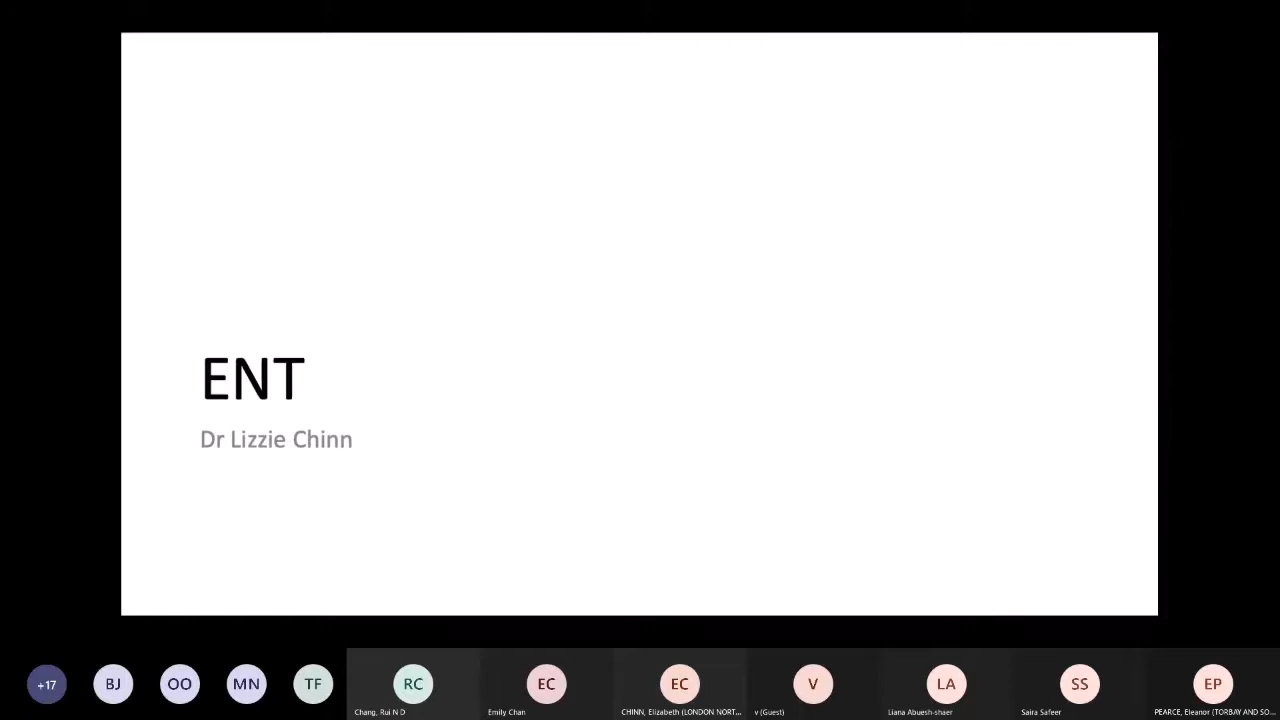 ENT
Dr Lizzie Chinn
+17
BJ
OO
MN
TF
RC
EC
EC
V
LA
SS
EP
Chang, Rui N D
Emily Chan
CHINN, Elizabeth (LONDON NORT...
v (Guest)
Liana Abuesh-shaer
Saira Safeer
PEARCE, Eleanor (TORBAY AND SO...